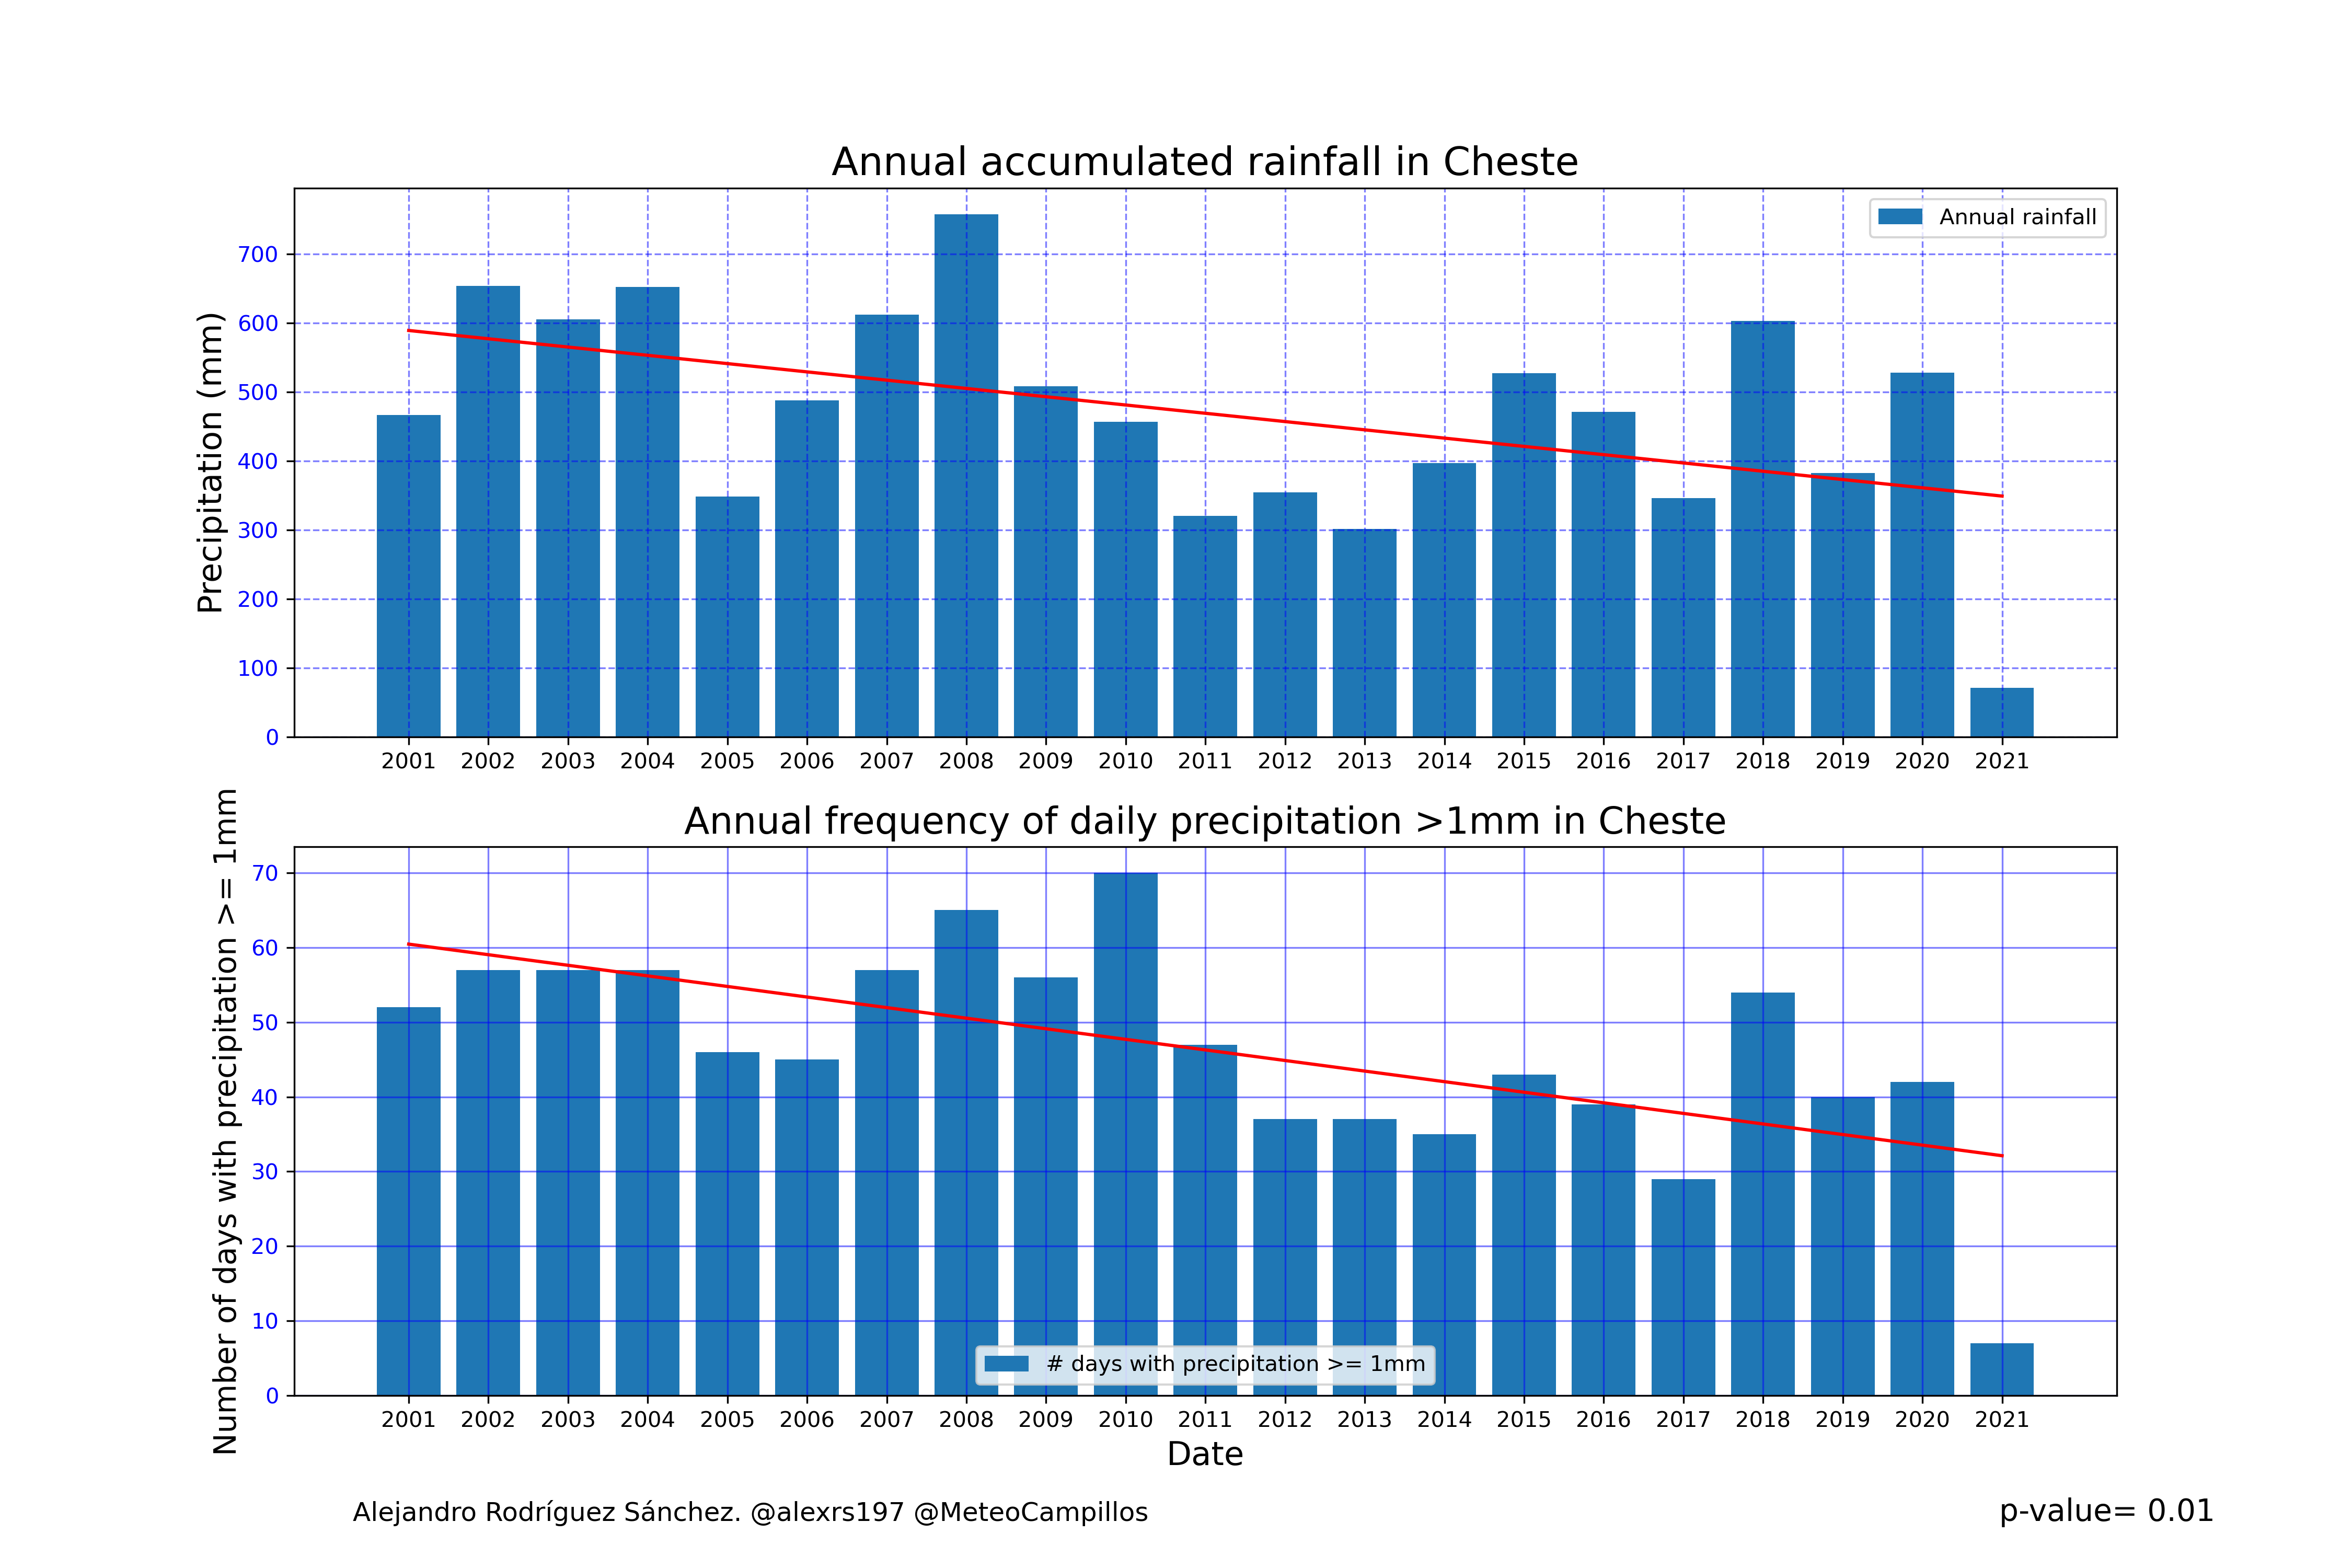 Annual accumulated rainfall in Cheste
Annual rainfall
Precipitation (mm)
700
600
500
400
300
200
100
0
2001 2002 2003 2004 2005 2006 2007 2008 2009 2010 2011 2012 2013 2014 2015 2016 2017 2018 2019 2020 2021
Annual frequency of daily precipitation >1mm in Cheste
Number of days with precipitation >= 1mm
70
60
50
40
30
20
10
0
# days with precipitation >= 1mm
2001 2002 2003 2004 2005 2006 2007 2008 2009 2010 2011 2012 2013 2014 2015 2016 2017 2018 2019 2020 2021
Date
Alejandro Rodríguez Sánchez. @alexrs197 @MeteoCampillos
p-value= 0.01